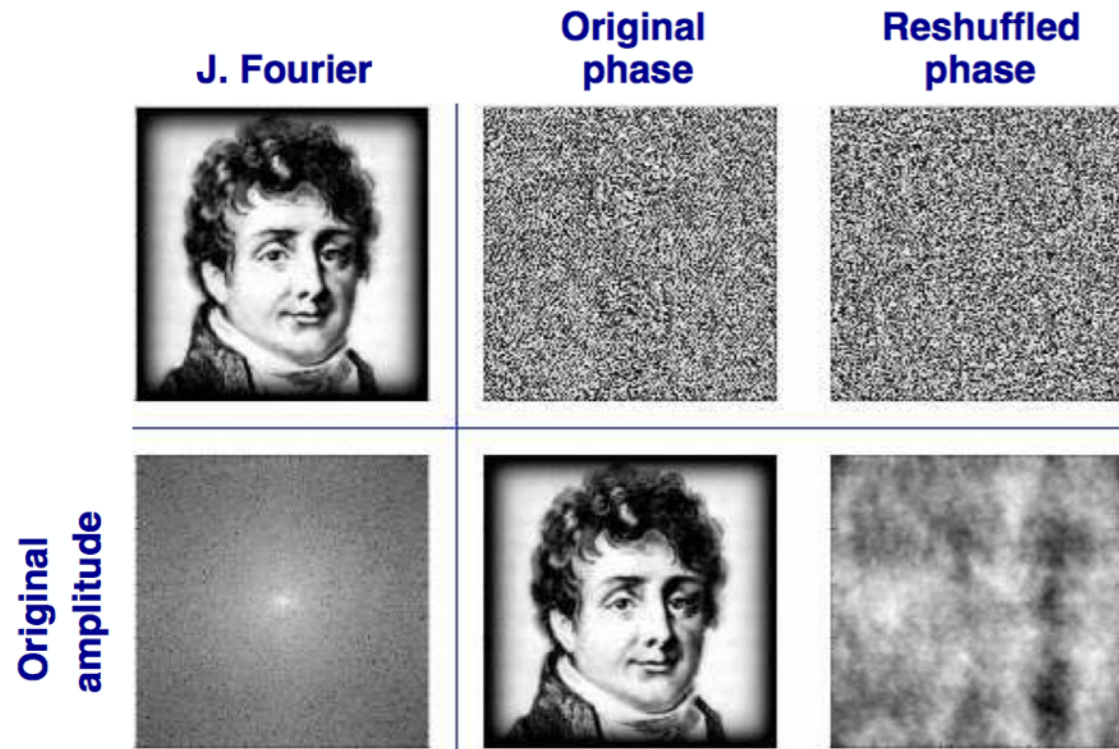 Original
phase
Reshuffled
phase
J. Fourier
Original
amplitude